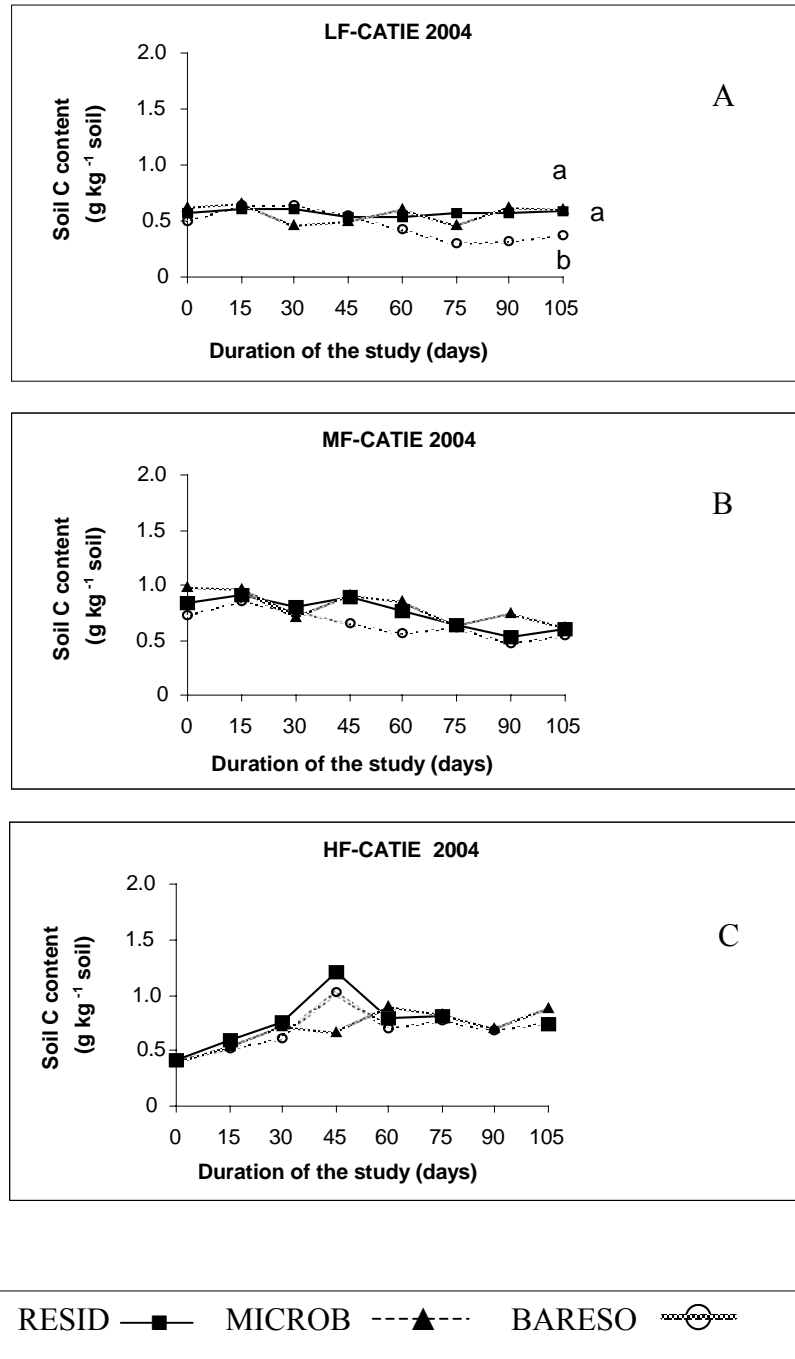 LF-CATIE 2004
A
Soil C content
(g kg -1 soil)
2.0
1.5
1.0
0.5
0
a
a
b
0 15 30 45 60 75 90 105
Duration of the study (days)
MF-CATIE 2004
B
Soil C content
(g kg -1 soil)
2.0
1.5
1.0
0.5
0
0 15 30 45 60 75 90 105
Duration of the study (days)
HF-CATIE 2004
C
Soil C content
(g kg -1 soil)
2.0
1.5
1.0
0.5
0
0 15 30 45 60 75 90 105
Duration of the study (days)
RESID MICROB BARESO